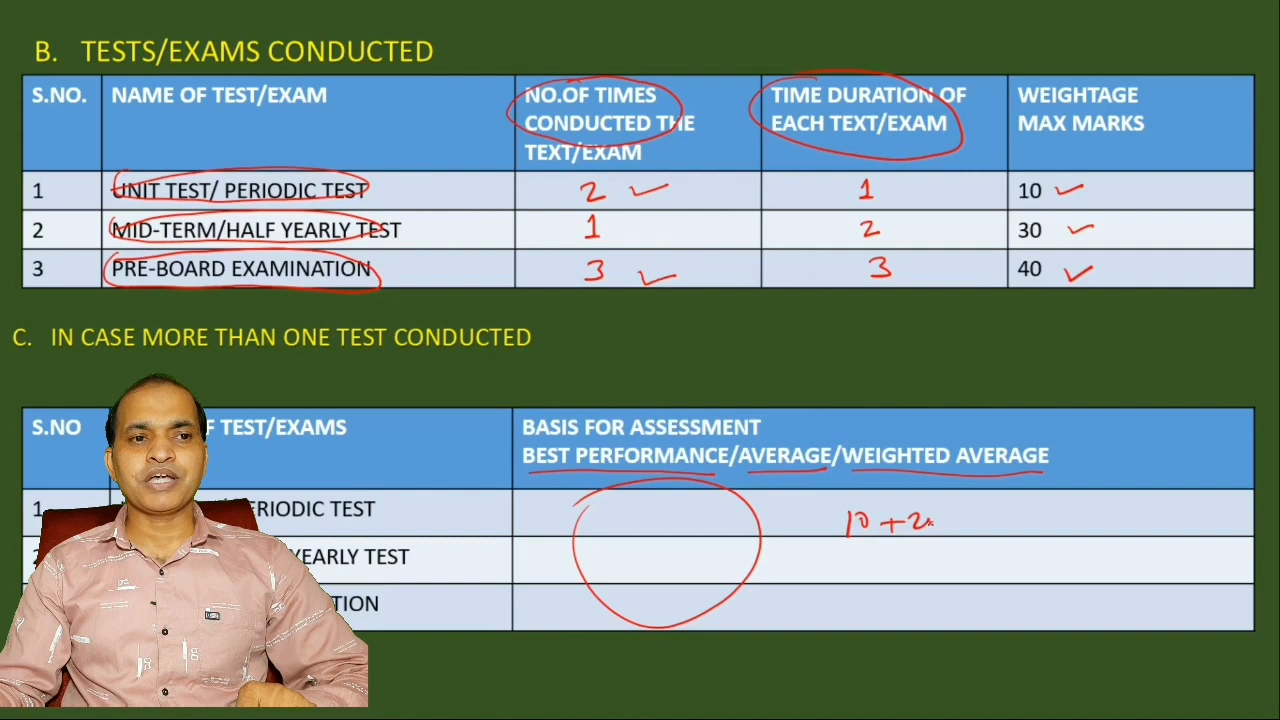 B. TESTS/EXAMS CONDUCTED
S.NO. NAME OF TEST/EXAM NO.OF TIMES CONDUCTED THE TEXT/EXAM TIME DURATION OF EACH TEXT/EXAM WEIGHTAGE MAX MARKS
1 UNIT TEST/ PERIODIC TEST 2 1 10
2 MID-TERM/HALF YEARLY TEST 1 2 30
3 PRE-BOARD EXAMINATION 3 3 40
C. IN CASE MORE THAN ONE TEST CONDUCTED
S.NO F TEST/EXAMS BASIS FOR ASSESSMENT
BEST PERFORMANCE/AVERAGE/WEIGHTED AVERAGE
1 ERIODIC TEST 10 +
YEARLY TEST
TION